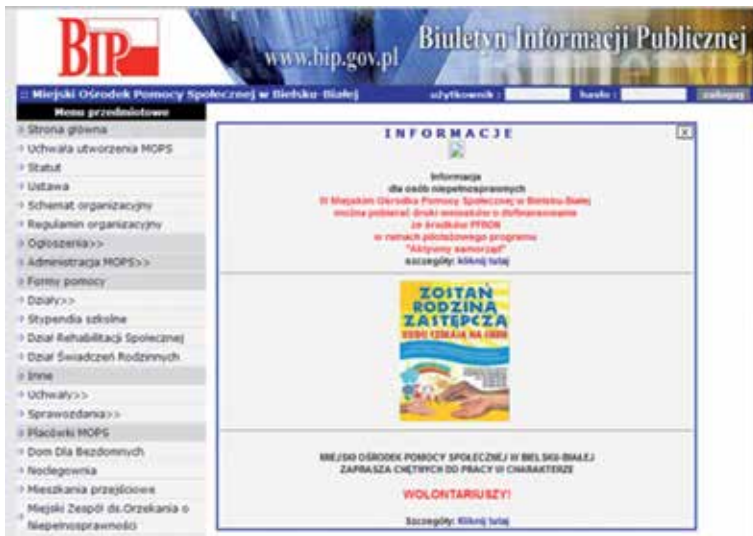 BIP
www.bip.gov.pl
Biuletyn Informacji Publicznej
:: Miejski Ośrodek Pomocy Społecznej w Bielsku-Białej
użytkownik :
hasło :
zaloguj
Menu przedmiotowe
Strona główna
Uchwała utworzenia MOPS
Statut
Ustawa
Schemat organizacyjny
Regulamin organizacyjny
Ogłoszenia>>
Administracja MOPS>>
Formy pomocy
Działy>>
Stypendia szkolne
Dział Rehabilitacji Społecznej
Dział Świadczeń Rodzinnych
Inne
Uchwały>>
Sprawozdania>>
Placówki MOPS
Dom Dla Bezdomnych
Noclegownia
Mieszkania przejściowe
Miejski Zespół ds.Orzekania o
Niepełnosprawności
INFORMACJE
X
Informacja
dla osób niepełnosprawnych
W Miejskim Ośrodku Pomocy Społecznej w Bielsku-Białej
można pobierać druki wniosków o dofinansowanie
ze środków PFRON
w ramach pilotażowego programu
"Aktywny samorząd"
szczegóły: kliknij tutaj
ZOSTAŃ
RODZINĄ
ZASTĘPCZĄ
MIEJSKI OŚRODEK POMOCY SPOŁECZNEJ W BIELSKU-BIAŁEJ
ZAPRASZA CHĘTNYCH DO PRACY W CHARAKTERZE
WOLONTARIUSZY!
Szczegóły: Kliknij tutaj